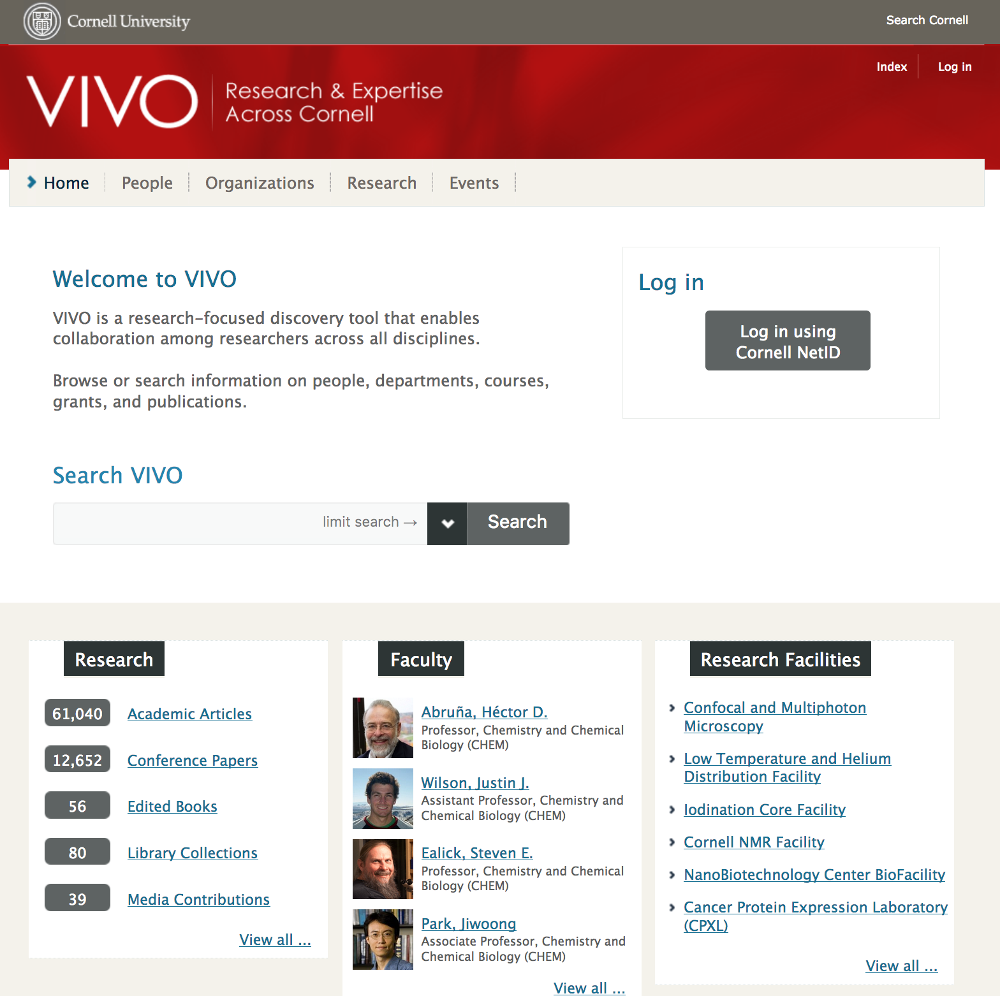 Cornell University
Search Cornell
Index
Log in
VIVO
Research & Expertise
Across Cornell
Home
People
Organizations
Research
Events
Welcome to VIVO
VIVO is a research-focused discovery tool that enables
collaboration among researchers across all disciplines.
Browse or search information on people, departments, courses,
grants, and publications.
Log in
Log in using
Cornell NetID
Search VIVO
limit search →
Search
Research
61,040 Academic Articles
12,652 Conference Papers
56 Edited Books
80 Library Collections
39 Media Contributions
View all ...
Faculty
Abruña, Héctor D.
Professor, Chemistry and Chemical
Biology (CHEM)
Wilson, Justin J.
Assistant Professor, Chemistry and
Chemical Biology (CHEM)
Ealick, Steven E.
Professor, Chemistry and Chemical
Biology (CHEM)
Park, Jiwoong
Associate Professor, Chemistry and
Chemical Biology (CHEM)
View all ...
Research Facilities
Confocal and Multiphoton
Microscopy
Low Temperature and Helium
Distribution Facility
Iodination Core Facility
Cornell NMR Facility
NanoBiotechnology Center BioFacility
Cancer Protein Expression Laboratory
(CPXL)
View all ...